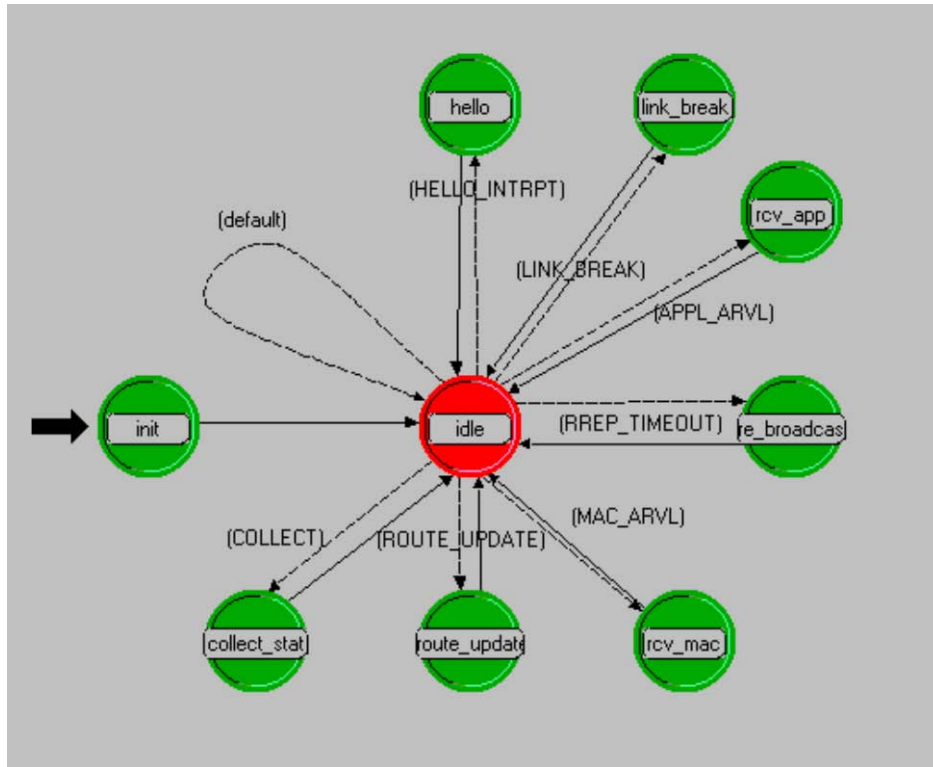 hello
link_break
(HELLO_INTRPT)
rcv_app
(default)
(LINK_BREAK)
(APPL_ARVL)
init
idle
(RREP_TIMEOUT)
re_broadcas
(MAC_ARVL)
(COLLECT)
(ROUTE_UPDATE)
collect_stat
route_update
rcv_mac